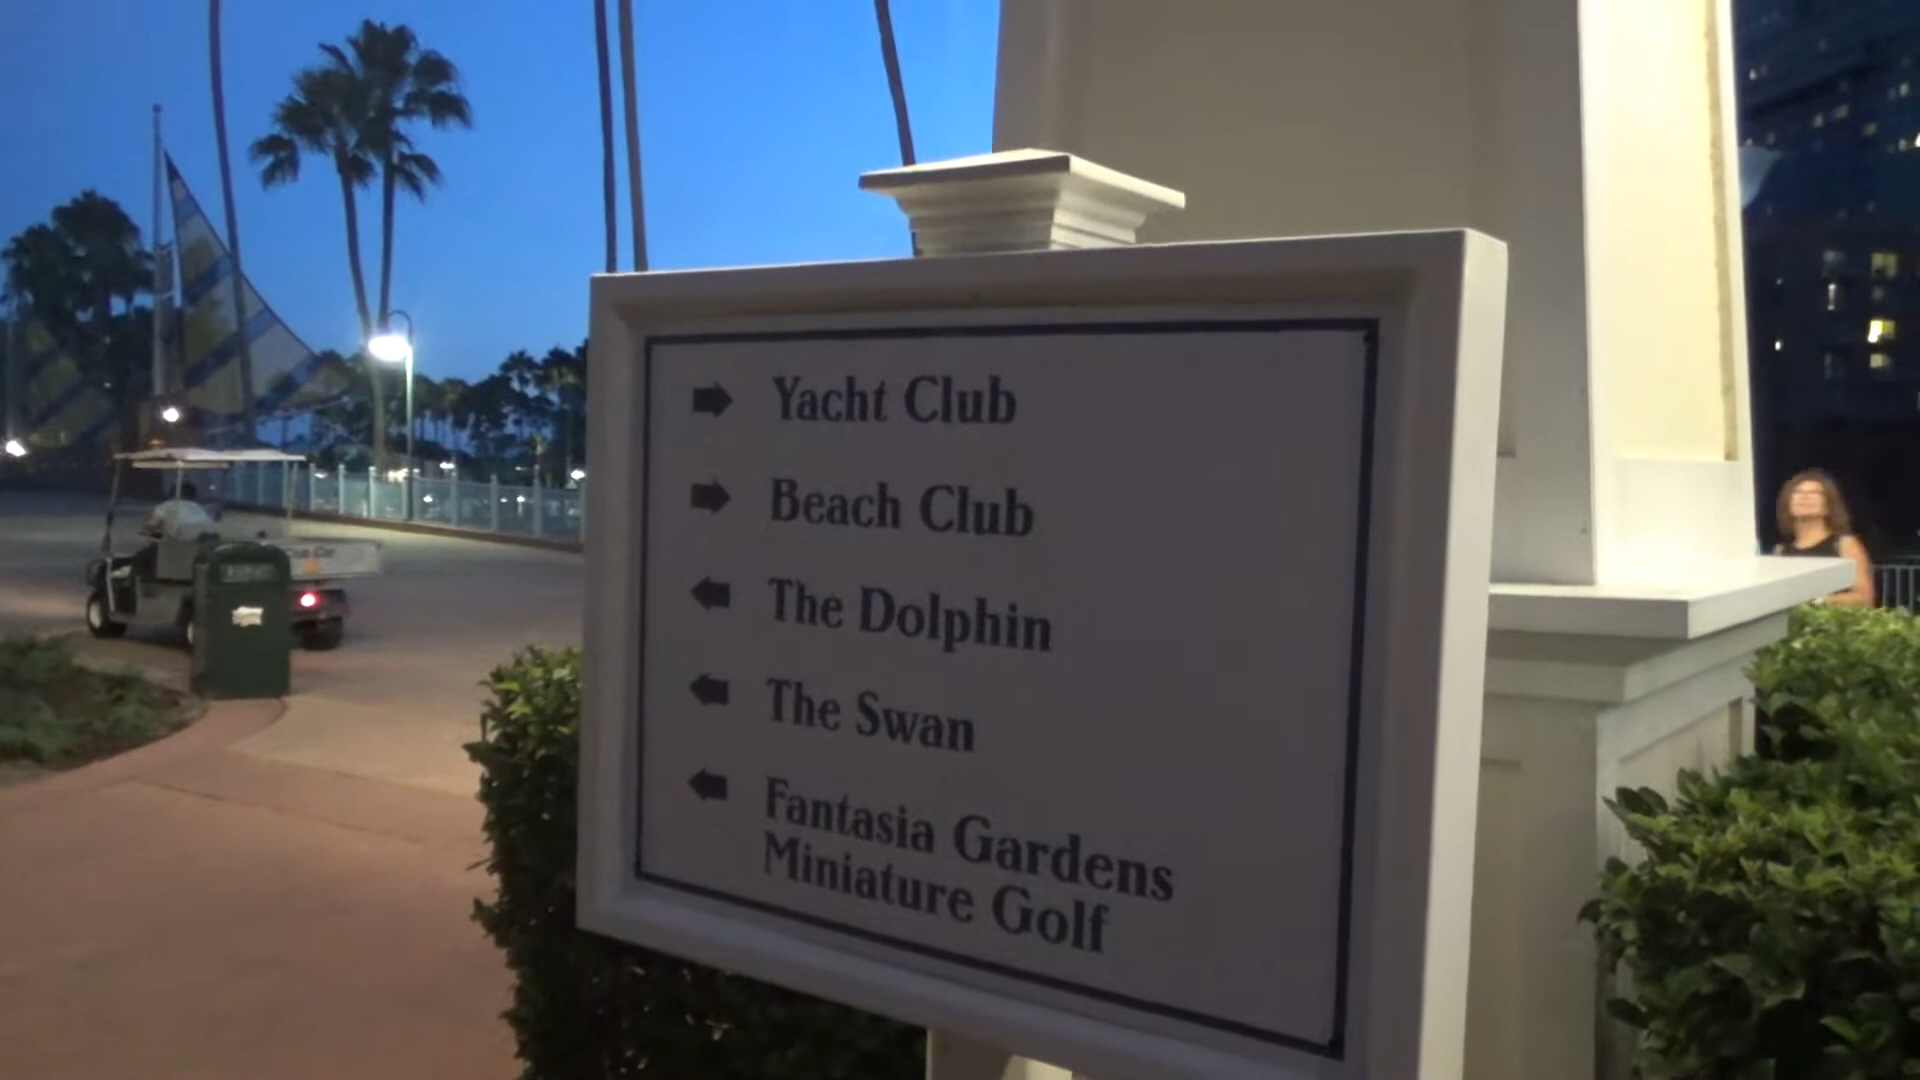 Yacht Club
Beach Club
The Dolphin
The Swan
Fantasia Gardens
Miniature Golf